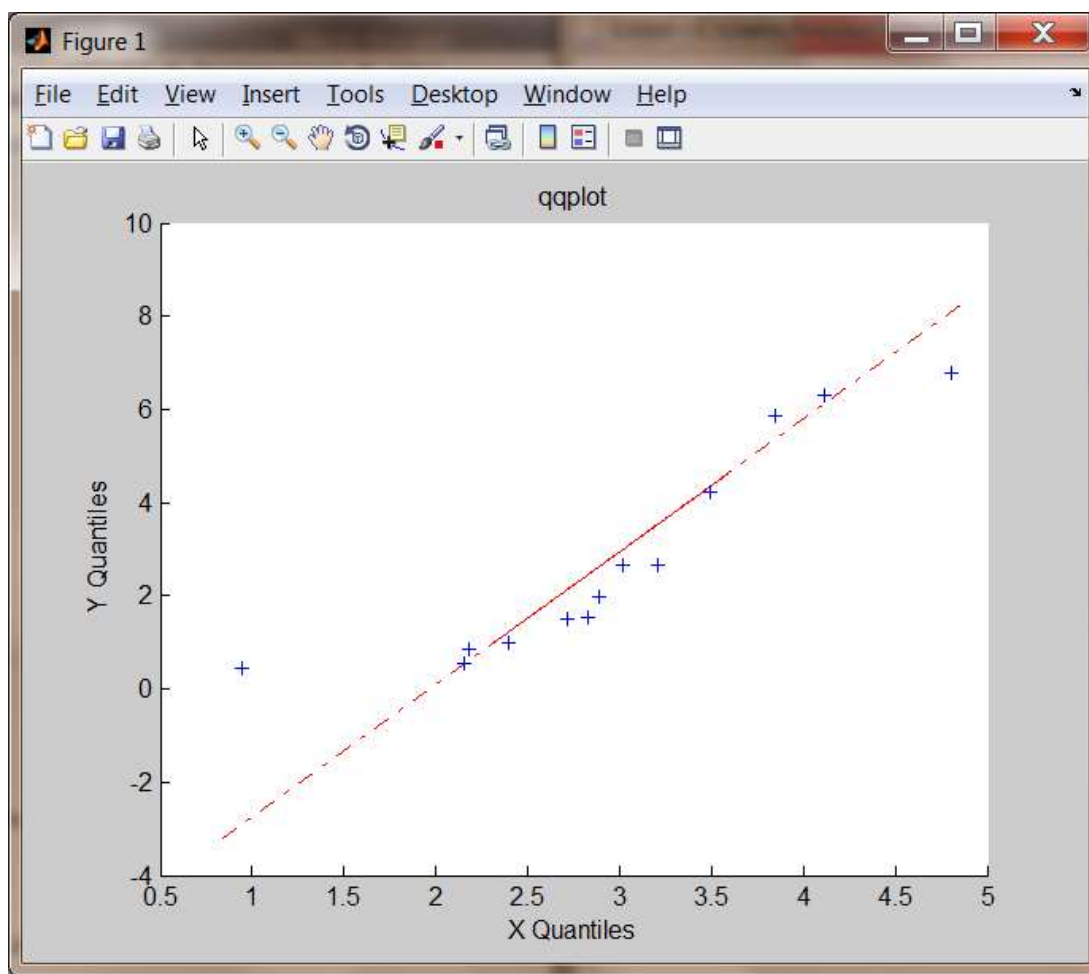 Figure 1
File Edit View Insert Tools Desktop Window Help
qqplot
10
8
6
4
2
0
-2
-4
Y Quantiles
0.5 1 1.5 2 2.5 3 3.5 4 4.5 5
X Quantiles